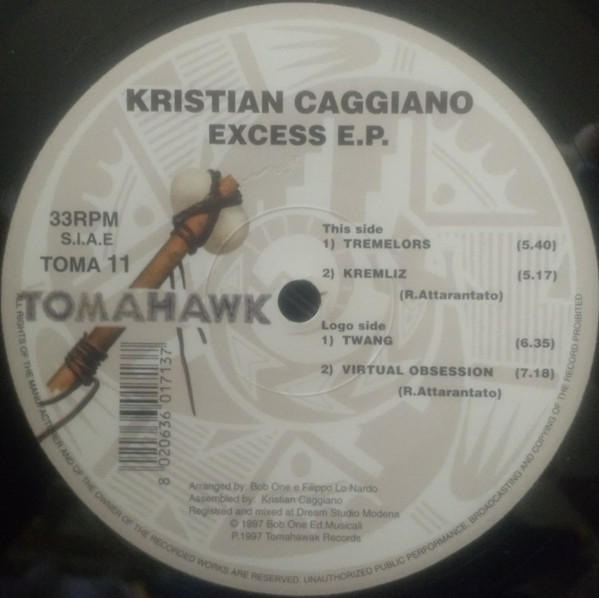 KRISTIAN CAGGIANO
EXCESS E.P.
33RPM
S.I.A.E
TOMA 11
TOMAHAWK
This side
1) TREMELORS (5.40)
2) KREMLIZ (5.17)
(R.Attarantato)
Logo side
1) TWANG (6.35)
2) VIRTUAL OBSESSION (7.18)
(R.Attarantato)
8 020636 017137
Arranged by: Bob One e Filippo Lo Nardo
Assembled by: Kristian Caggiano
Registred and mixed at Dream Studio Modena
© 1997 Bob One Ed.Musicali
P.1997 Tomahawak Records
ALL RIGHTS OF THE MANUFACTURER AND OF THE OWNER OF THE RECORDED WORKS ARE RESERVED. UNAUTHORIZED PUBLIC PERFORMANCE, BROADCASTING AND COPYING OF THE RECORD PROIBITED